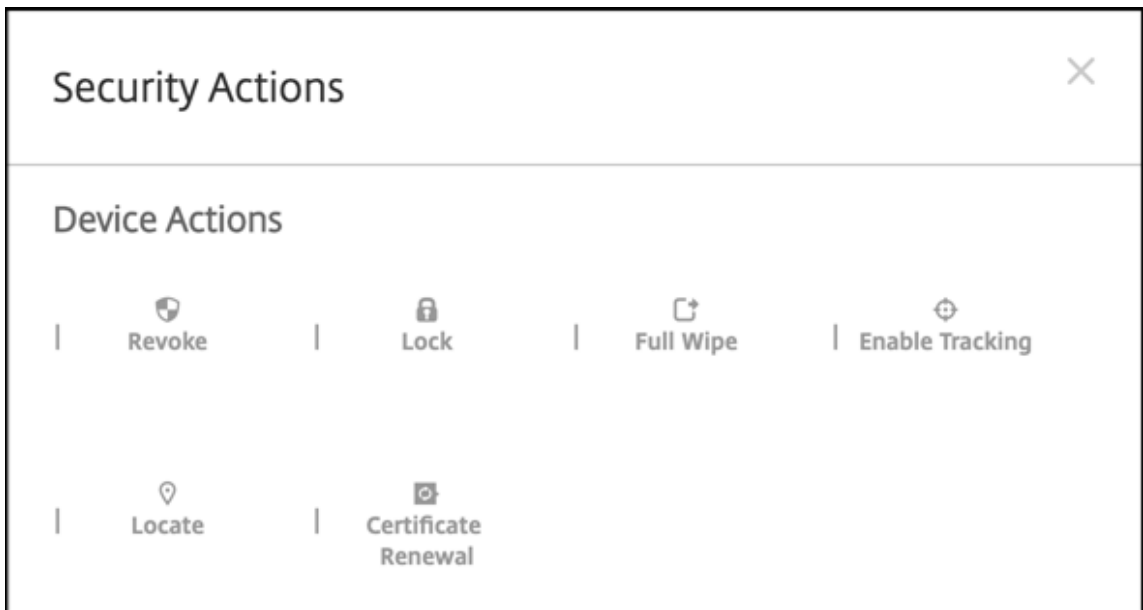 Security Actions
Device Actions
Revoke
Lock
Full Wipe
Enable Tracking
Locate
Certificate
Renewal